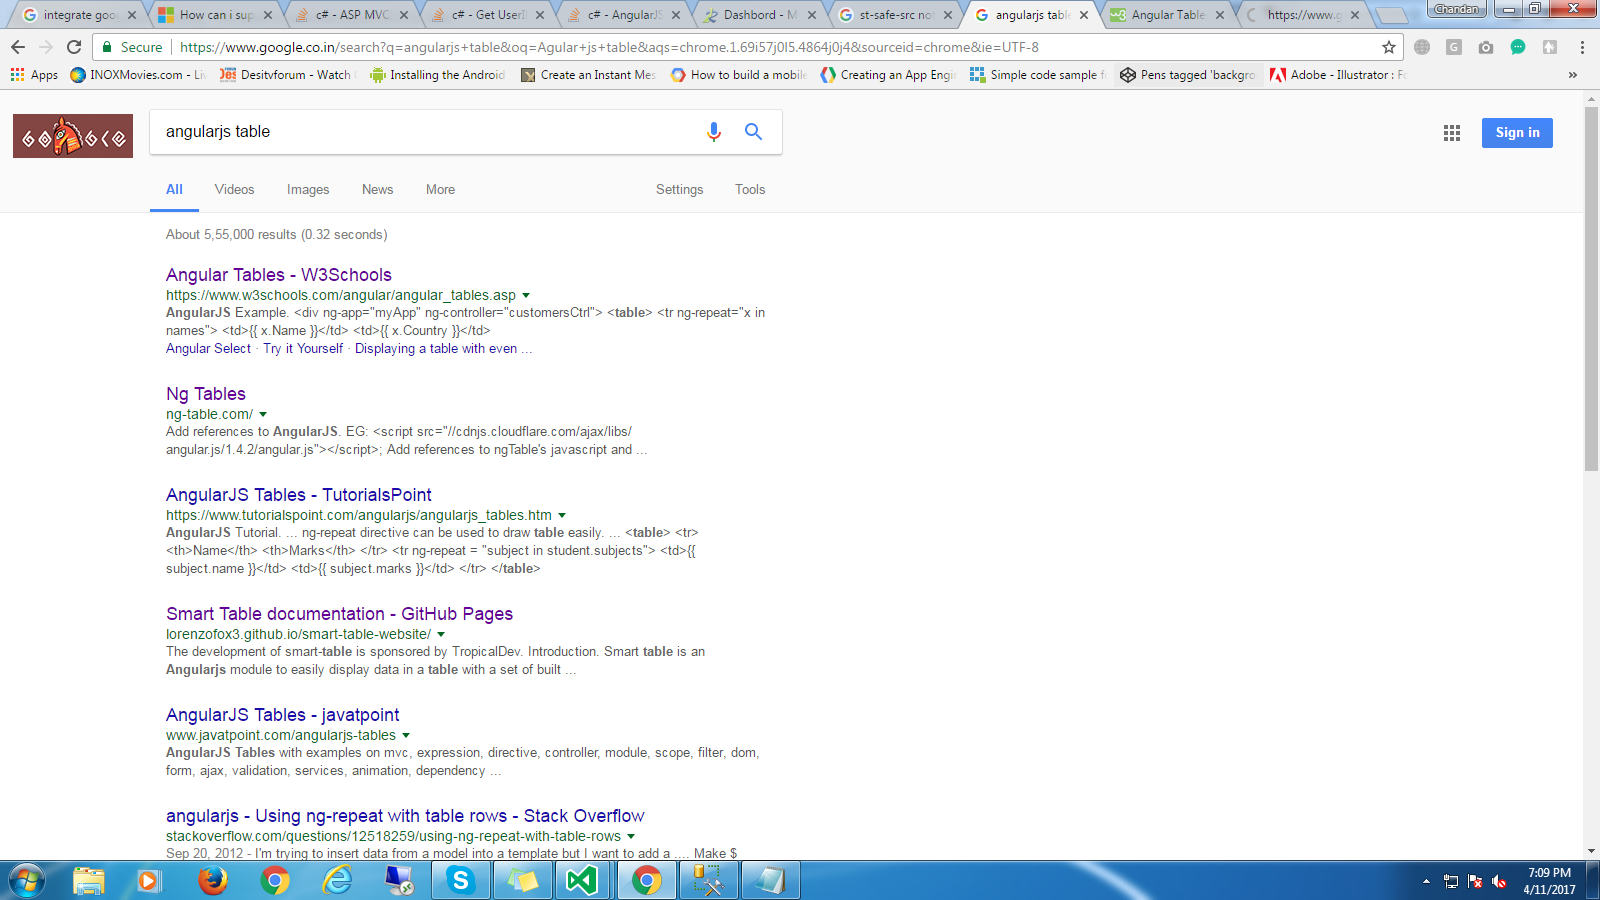 integrate goo
How can i sup
c# - ASP MVC
c# - Get UserI
c# - AngularJS
Dashbord - M
st-safe-src not
angularjs table
Angular Table
https://www.g
Chandan
Secure
https://www.google.co.in/search?q=angularjs+table&oq=Agular+js+table&aqs=chrome.1.69i57j0l5.4864j0j4&sourceid=chrome&ie=UTF-8
Apps
INOXMovies.com - Liv
Desitvforum - Watch
Installing the Android
Create an Instant Mes
How to build a mobile
Creating an App Engi
Simple code sample f
Pens tagged 'backgro
Adobe - Illustrator : Fo
angularjs table
Sign in
All
Videos
Images
News
More
Settings
Tools
About 5,55,000 results (0.32 seconds)
Angular Tables - W3Schools
https://www.w3schools.com/angular/angular_tables.asp
AngularJS Example. <div ng-app="myApp" ng-controller="customersCtrl"> <table> <tr ng-repeat="x in
names"> <td>{{ x.Name }}</td> <td>{{ x.Country }}</td>
Angular Select · Try it Yourself · Displaying a table with even ...
Ng Tables
ng-table.com/
Add references to AngularJS. EG: <script src="//cdnjs.cloudflare.com/ajax/libs/
angular.js/1.4.2/angular.js"></script>; Add references to ngTable's javascript and ...
AngularJS Tables - TutorialsPoint
https://www.tutorialspoint.com/angularjs/angularjs_tables.htm
AngularJS Tutorial. ... ng-repeat directive can be used to draw table easily. ... <table> <tr>
<th>Name</th> <th>Marks</th> </tr> <tr ng-repeat = "subject in student.subjects"> <td>{{
subject.name }}</td> <td>{{ subject.marks }}</td> </tr> </table>
Smart Table documentation - GitHub Pages
lorenzofox3.github.io/smart-table-website/
The development of smart-table is sponsored by TropicalDev. Introduction. Smart table is an
Angularjs module to easily display data in a table with a set of built ...
AngularJS Tables - javatpoint
www.javatpoint.com/angularjs-tables
AngularJS Tables with examples on mvc, expression, directive, controller, module, scope, filter, dom,
form, ajax, validation, services, animation, dependency ...
angularjs - Using ng-repeat with table rows - Stack Overflow
stackoverflow.com/questions/12518259/using-ng-repeat-with-table-rows
Sep 20, 2012 - I'm trying to insert data from a model into a template but I want to add a .... Make $
7:09 PM
4/11/2017